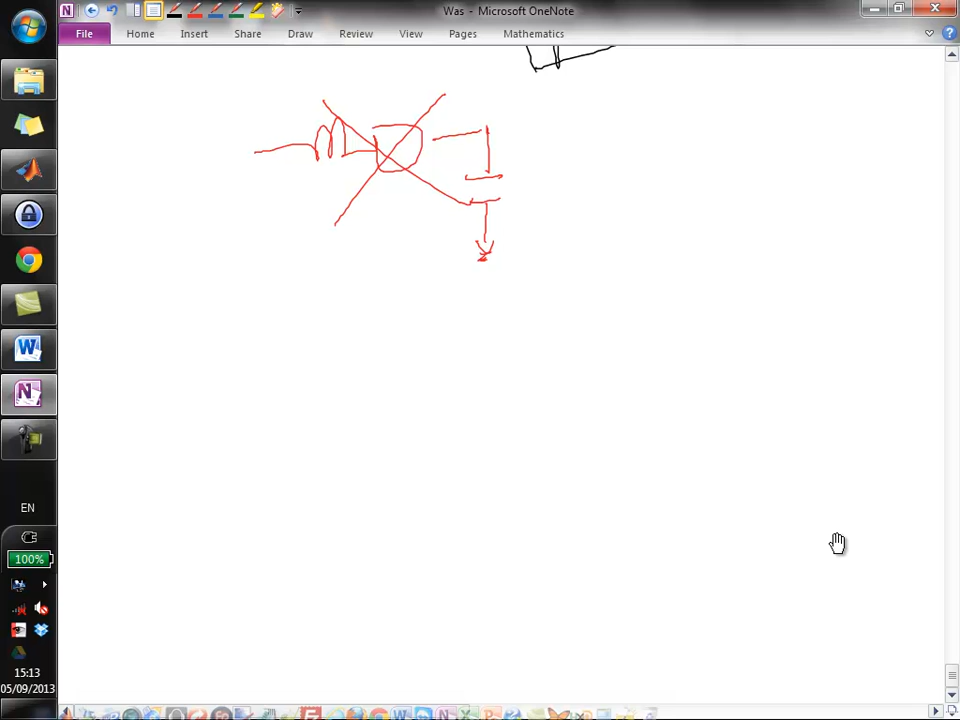 Was - Microsoft OneNote
File Home Insert Share Draw Review View Pages Mathematics
EN
100%
15:13
05/09/2013